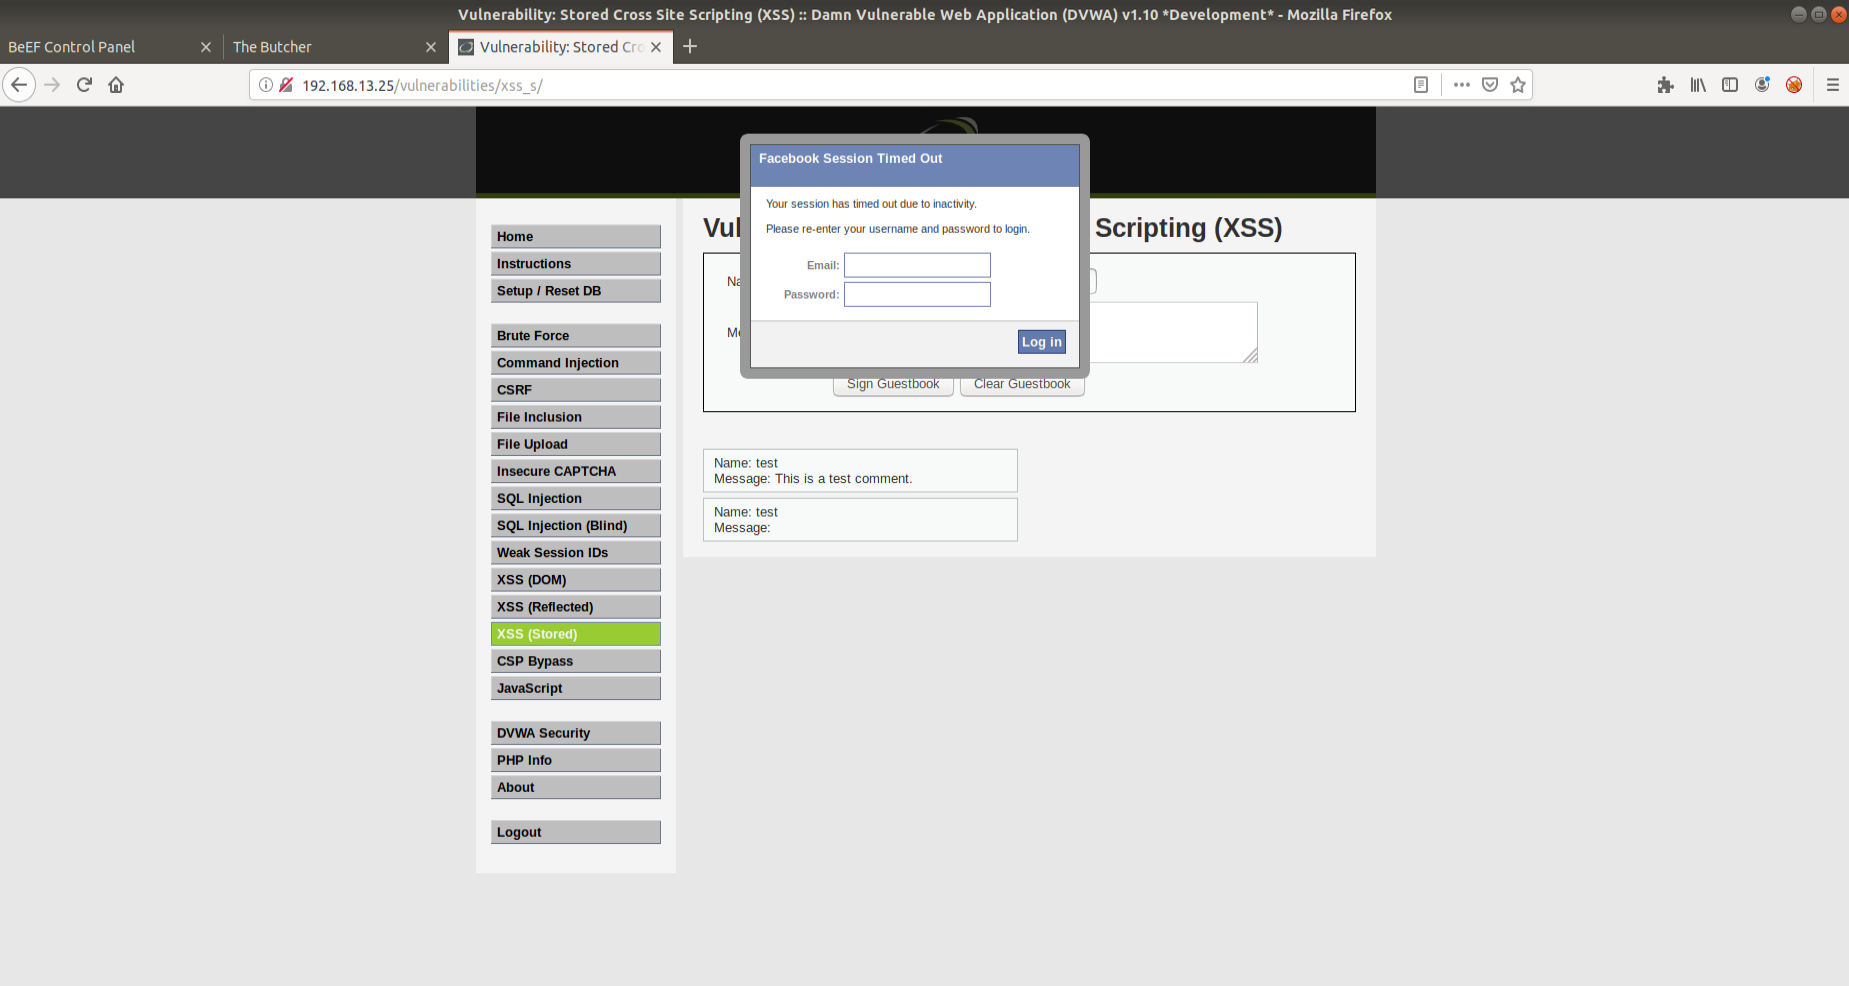 Vulnerability: Stored Cross Site Scripting (XSS) :: Damn Vulnerable Web Application (DVWA) v1.10 *Development* - Mozilla Firefox
BeEF Control Panel
The Butcher
Vulnerability: Stored Cro
192.168.13.25/vulnerabilities/xss_s/
Facebook Session Timed Out
Your session has timed out due to inactivity.
Please re-enter your username and password to login.
Email:
Password:
Log in
Home
Instructions
Setup / Reset DB
Brute Force
Command Injection
CSRF
File Inclusion
File Upload
Insecure CAPTCHA
SQL Injection
SQL Injection (Blind)
Weak Session IDs
XSS (DOM)
XSS (Reflected)
XSS (Stored)
CSP Bypass
JavaScript
DVWA Security
PHP Info
About
Logout
Scripting (XSS)
Sign Guestbook Clear Guestbook
Name: test
Message: This is a test comment.
Name: test
Message: